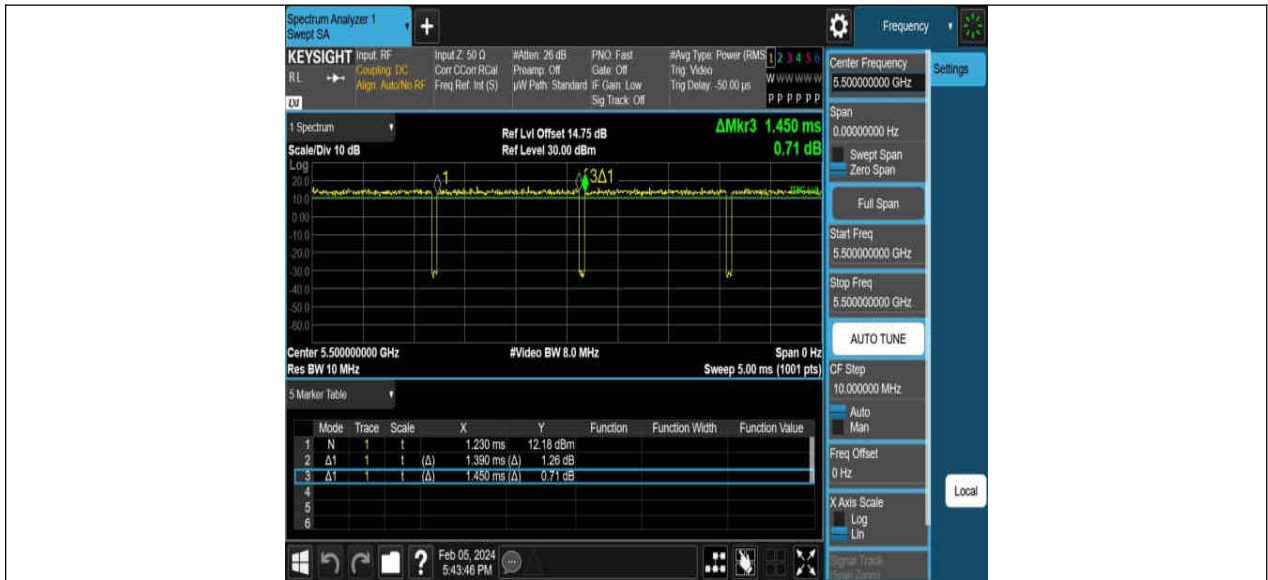 Spectrum Analyzer 1
Swept SA
+
Frequency
KEYSIGHT
RL
LXI
Input: RF
Coupling: DC
Align: Auto/No RF
Input Z: 50 Ω
Corr CCorr RCal
Freq Ref: Int (S)
#Atten: 26 dB
Preamp: Off
µW Path: Standard
PNO: Fast
Gate: Off
IF Gain: Low
Sig Track: Off
#Avg Type: Power (RMS
Trig: Video
Trig Delay: -50.00 µs
1 2 3 4 5 6
W W W W W W
P P P P P P
1 Spectrum
Scale/Div 10 dB
Ref Lvl Offset 14.75 dB
Ref Level 30.00 dBm
ΔMkr3 1.450 ms
0.71 dB
Log
20.0
10.0
0.00
-10.0
-20.0
-30.0
-40.0
-50.0
-60.0
1
3Δ1
Center 5.500000000 GHz
#Video BW 8.0 MHz
Span 0 Hz
Res BW 10 MHz
Sweep 5.00 ms (1001 pts)
5 Marker Table
Mode Trace Scale X Y Function Function Width Function Value
1 N 1 t 1.230 ms 12.18 dBm
2 Δ1 1 t (Δ) 1.390 ms (Δ) 1.26 dB
3 Δ1 1 t (Δ) 1.450 ms (Δ) 0.71 dB
4
5
6
Feb 05, 2024
5:43:46 PM
?
Center Frequency
5.500000000 GHz
Settings
Span
0.00000000 Hz
Swept Span
Zero Span
Full Span
Start Freq
5.500000000 GHz
Stop Freq
5.500000000 GHz
AUTO TUNE
CF Step
10.000000 MHz
Auto
Man
Freq Offset
0 Hz
X Axis Scale
Log
Lin
Signal Track
(Span Zoom)
Local